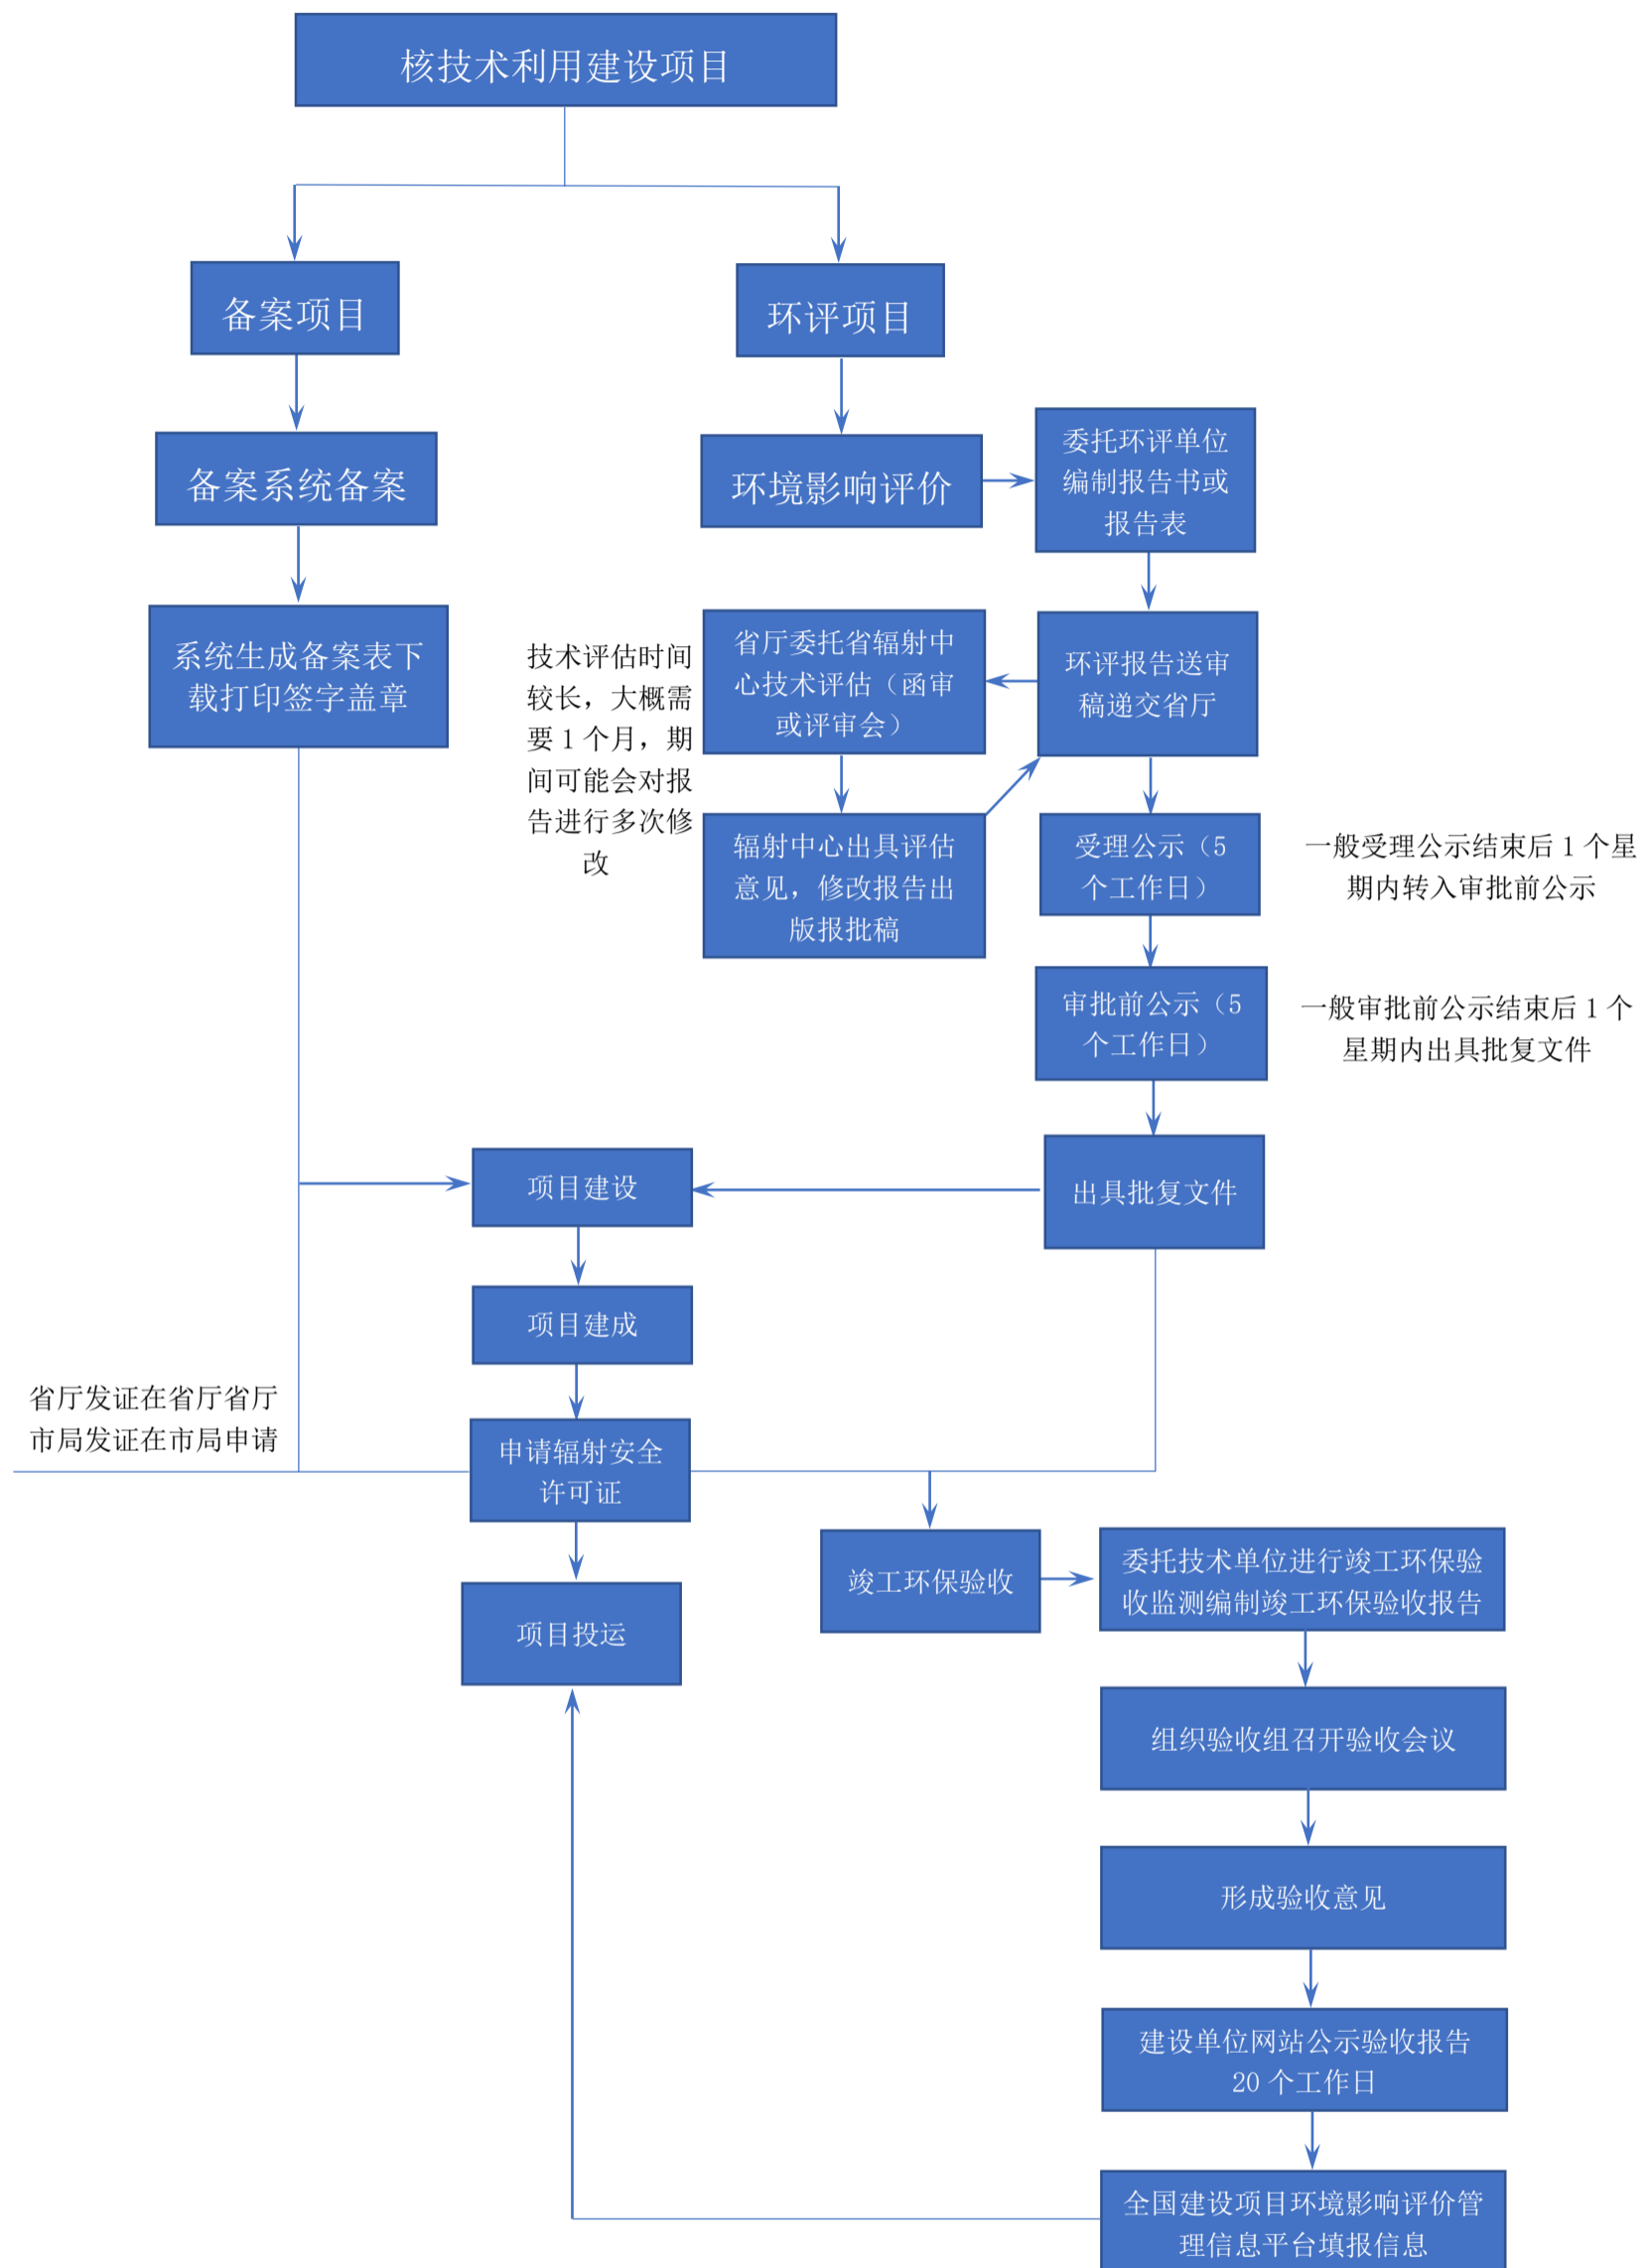 核技术利用建设项目
备案项目
环评项目
备案系统备案
环境影响评价
委托环评单位
编制报告书或
报告表
系统生成备案表下
载打印签字盖章
技术评估时间
较长，大概需
要 1 个月，期
间可能会对报
告进行多次修
改
省厅委托省辐射中
心技术评估（函审
或评审会）
环评报告送审
稿递交省厅
辐射中心出具评估
意见，修改报告出
版报批稿
受理公示（5
个工作日）
一般受理公示结束后 1 个星
期内转入审批前公示
审批前公示（5
个工作日）
一般审批前公示结束后 1 个
星期内出具批复文件
项目建设
出具批复文件
项目建成
省厅发证在省厅省厅
市局发证在市局申请
申请辐射安全
许可证
项目投运
竣工环保验收
委托技术单位进行竣工环保验
收监测编制竣工环保验收报告
组织验收组召开验收会议
形成验收意见
建设单位网站公示验收报告
20 个工作日
全国建设项目环境影响评价管
理信息平台填报信息